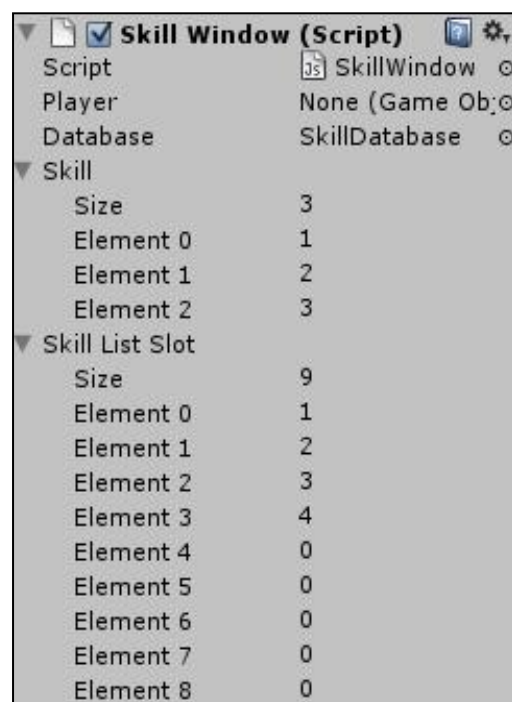 Skill Window (Script)
Script JS SkillWindow
Player None (Game Obj
Database SkillDatabase
Skill
Size 3
Element 0 1
Element 1 2
Element 2 3
Skill List Slot
Size 9
Element 0 1
Element 1 2
Element 2 3
Element 3 4
Element 4 0
Element 5 0
Element 6 0
Element 7 0
Element 8 0